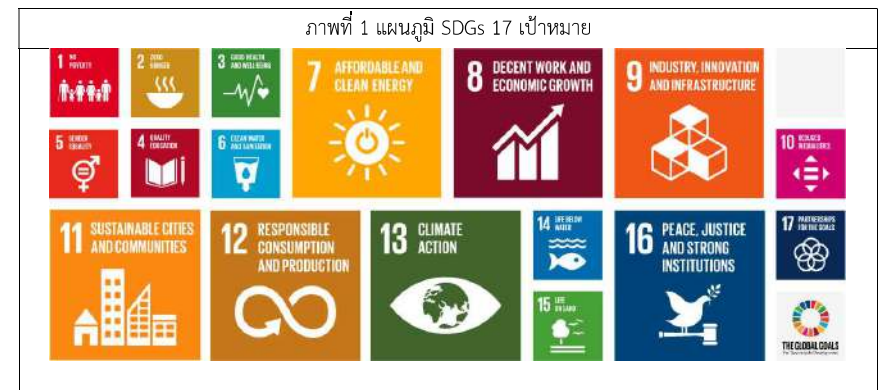 ภาพที่ 1 แผนภูมิ SDGs 17 เป้าหมาย
1 NO
POVERTY
2 ZERO
HUNGER
3 GOOD HEALTH
AND WELL-BEING
7 AFFORDABLE AND
CLEAN ENERGY
8 DECENT WORK AND
ECONOMIC GROWTH
9 INDUSTRY, INNOVATION
AND INFRASTRUCTURE
5 GENDER
EQUALITY
4 QUALITY
EDUCATION
6 CLEAN WATER
AND SANITATION
10 REDUCED
INEQUALITIES
11 SUSTAINABLE CITIES
AND COMMUNITIES
12 RESPONSIBLE
CONSUMPTION
AND PRODUCTION
13 CLIMATE
ACTION
14 LIFE BELOW
WATER
15 LIFE
ON LAND
16 PEACE, JUSTICE
AND STRONG
INSTITUTIONS
17 PARTNERSHIPS
FOR THE GOALS
THE GLOBAL GOALS
For Sustainable Development